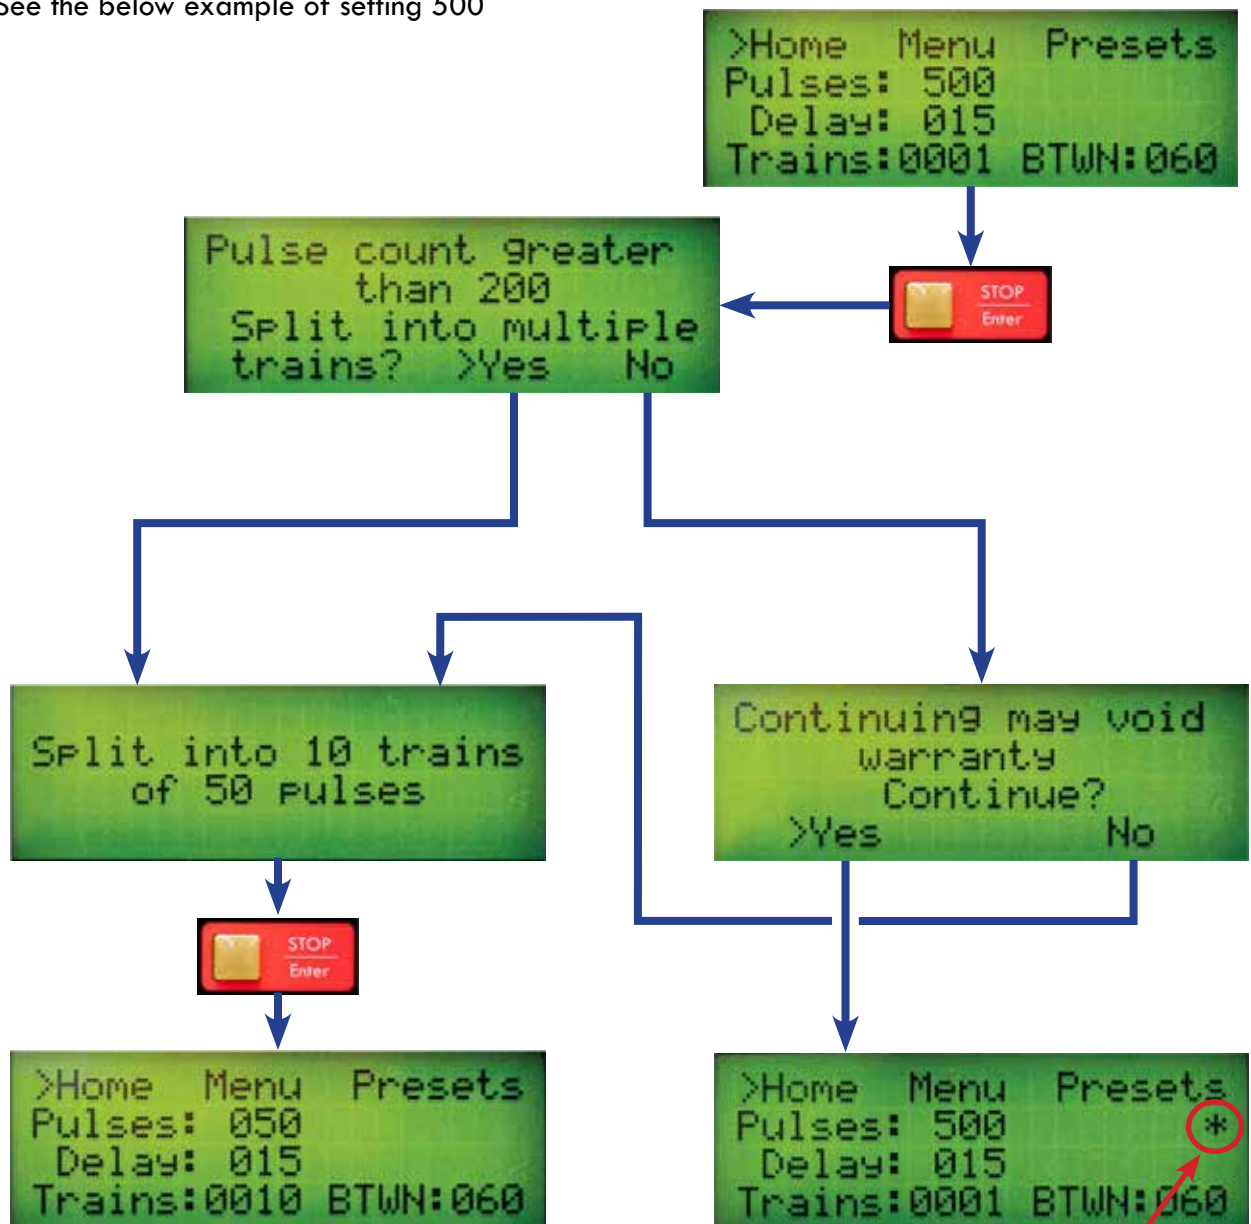 See the below example of setting 500
>Home Menu Presets
Pulses: 500
Delay: 015
Trains:0001 BTWN:060
STOP
Enter
Pulse count greater
than 200
Split into multiple
trains? >Yes No
Split into 10 trains
of 50 pulses
Continuing may void
warranty
Continue?
>Yes No
STOP
Enter
>Home Menu Presets
Pulses: 050
Delay: 015
Trains:0010 BTWN:060
>Home Menu Presets
Pulses: 500 *
Delay: 015
Trains:0001 BTWN:060